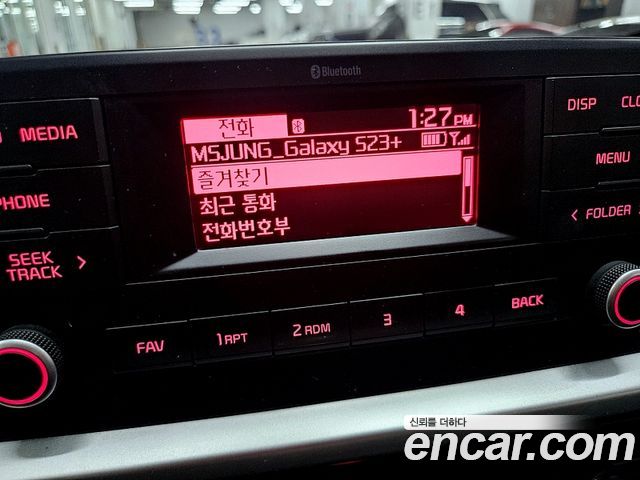 Bluetooth
전화 1:27PM
MSJUNG_Galaxy S23+
즐겨찾기
최근 통화
전화번호부
MEDIA
PHONE
SEEK
TRACK >
DISP CLO
MENU
< FOLDER
FAV 1 RPT 2 RDM 3 4 BACK
신뢰를 더하다
encar.com